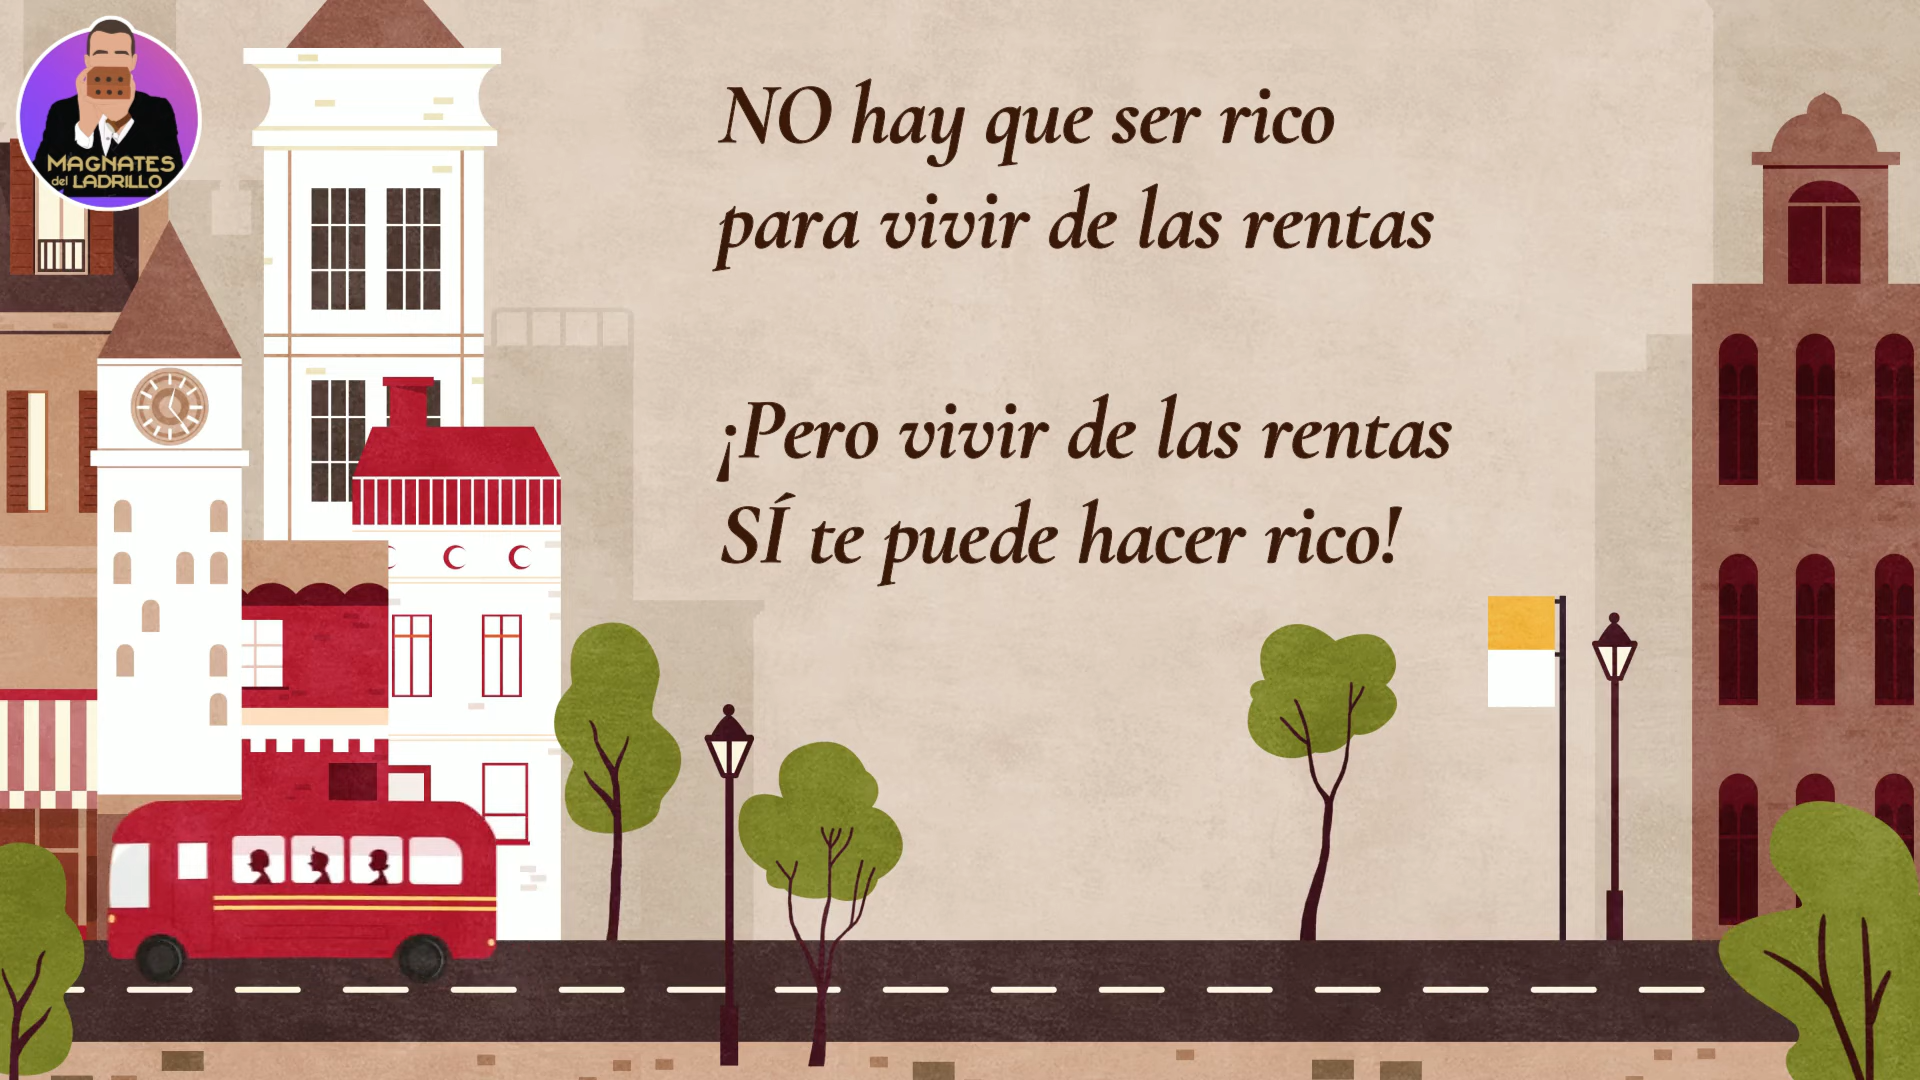 MAGNATES
del LADRILLO
NO hay que ser rico
para vivir de las rentas
¡Pero vivir de las rentas
SÍ te puede hacer rico!